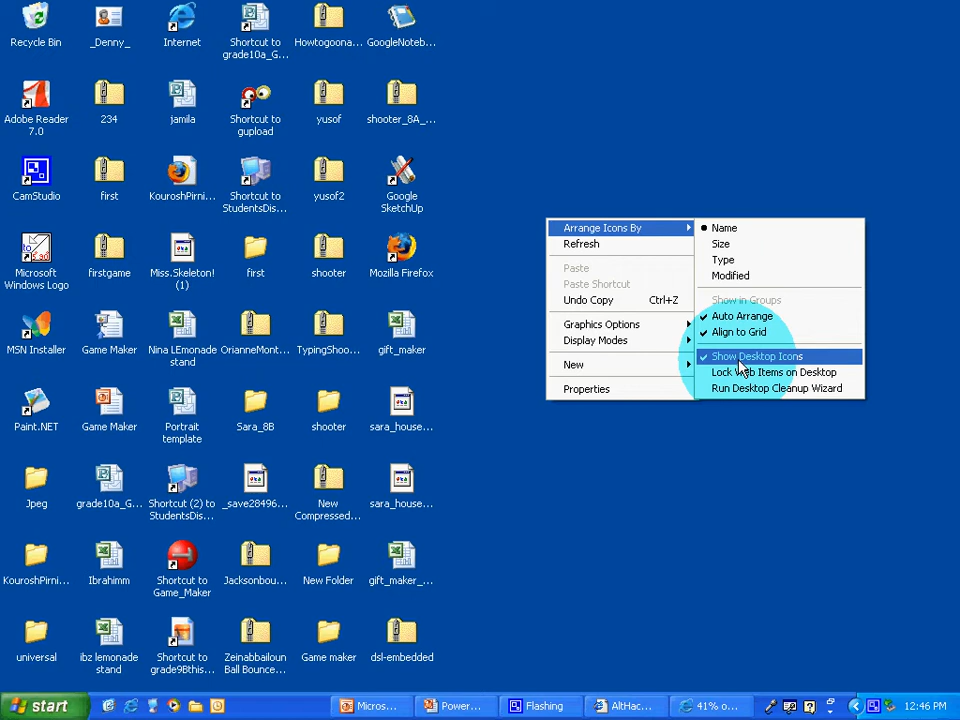 Recycle Bin
_Denny_
Internet
Shortcut to
grade10a_G...
Howtogoona...
GoogleNoteb...
Adobe Reader
7.0
234
jamila
Shortcut to
gupload
yusof
shooter_8A_...
CamStudio
first
KouroshPirni...
Shortcut to
StudentsDis...
yusof2
Google
SketchUp
Microsoft
Windows Logo
firstgame
Miss.Skeleton!
(1)
first
shooter
Mozilla Firefox
MSN Installer
Game Maker
Nina LEmonade
stand
OrianneMont...
TypingShoo...
gift_maker
Paint.NET
Game Maker
Portrait
template
Sara_8B
shooter
sara_house...
Jpeg
grade10a_G...
Shortcut (2) to
StudentsDis...
_save28496...
New
Compressed...
sara_house...
KouroshPirni...
Ibrahimm
Shortcut to
Game_Maker
Jacksonbou...
New Folder
gift_maker_...
universal
ibz lemonade
stand
Shortcut to
grade9Bthis...
Zeinabbailoun
Ball Bounce...
Game maker
dsl-embedded
Arrange Icons By
Refresh
Paste
Paste Shortcut
Undo Copy Ctrl+Z
Graphics Options
Display Modes
New
Properties
Name
Size
Type
Modified
Show in Groups
Auto Arrange
Align to Grid
Show Desktop Icons
Lock Web Items on Desktop
Run Desktop Cleanup Wizard
start
Micros...
Power...
Flashing
AltHac...
41% o...
12:46 PM